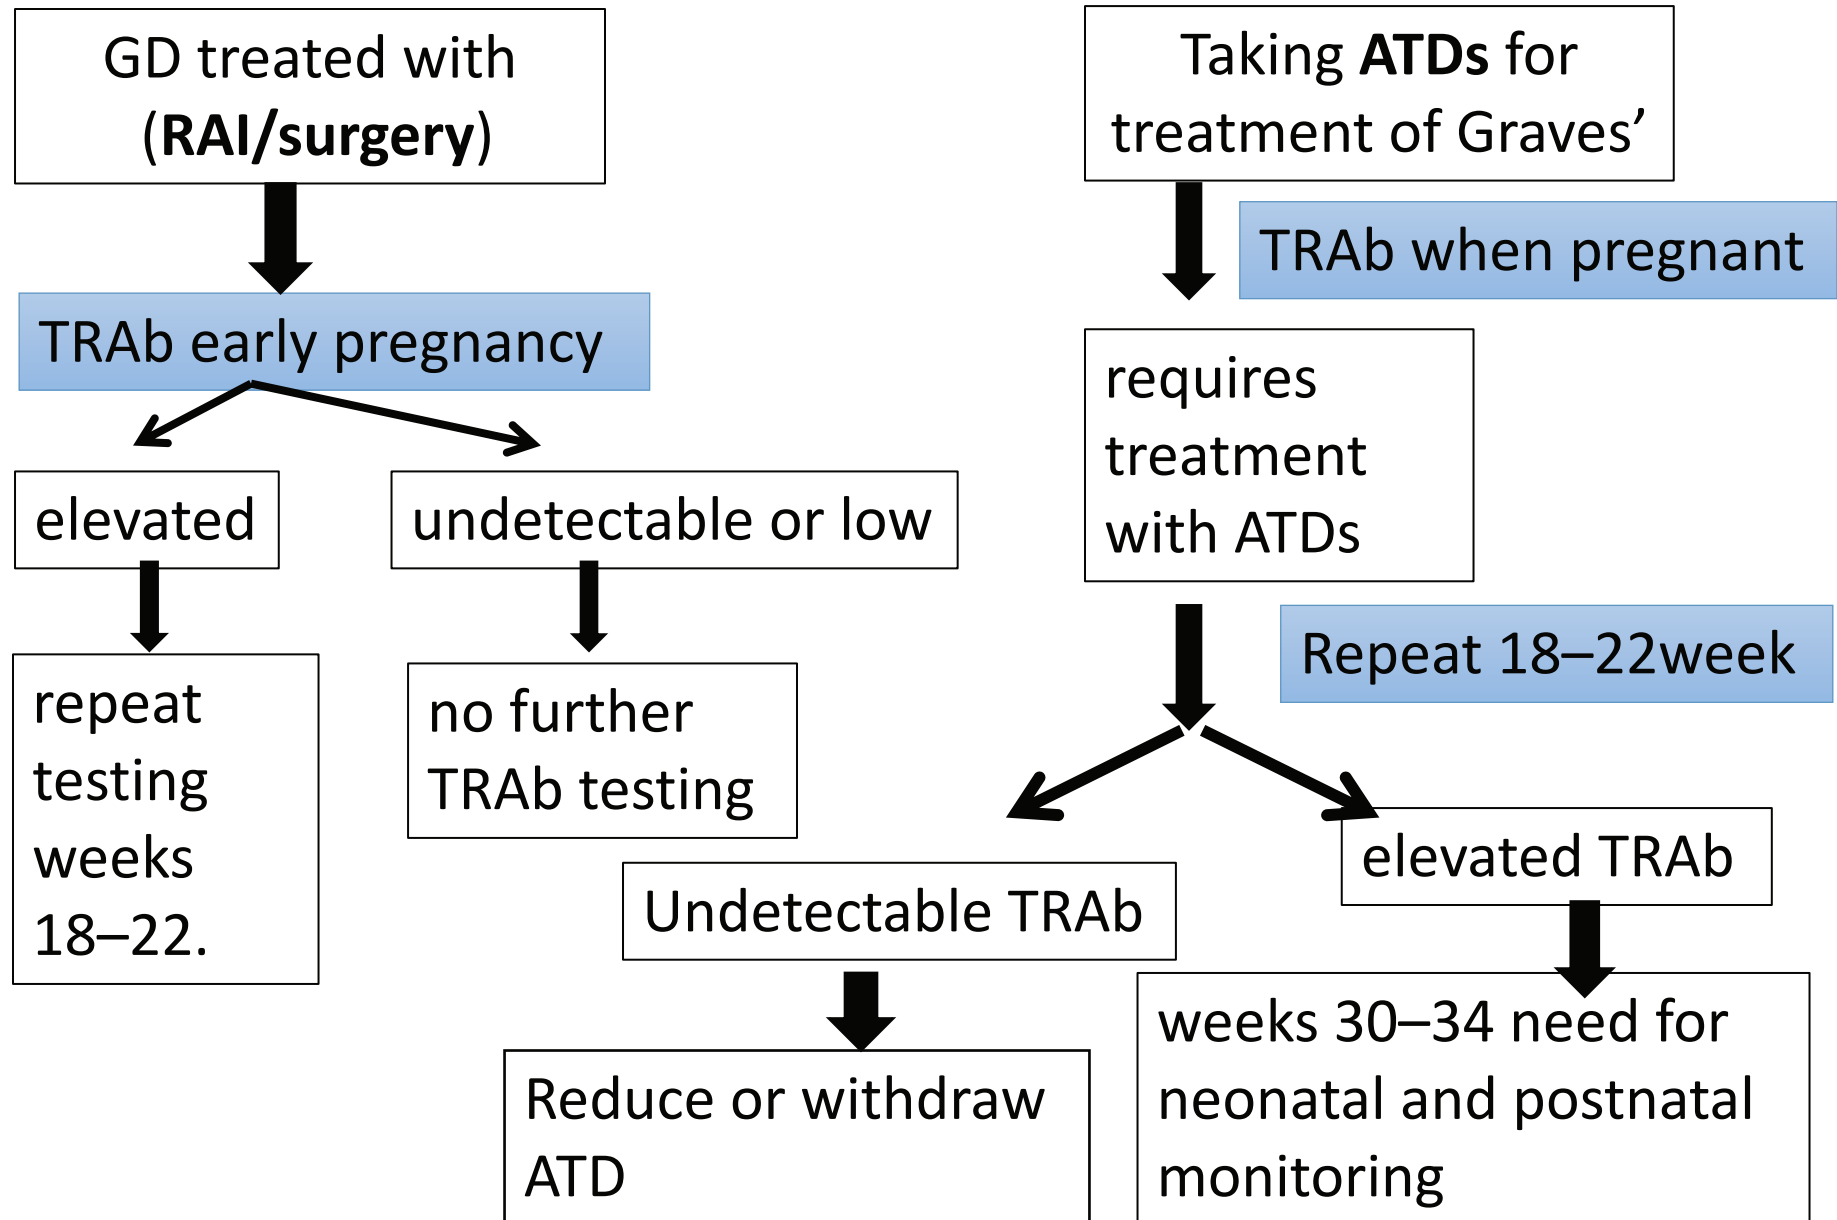 GD treated with
(RAI/surgery)
TRAb early pregnancy
elevated
undetectable or low
repeat
testing
weeks
18–22.
no further
TRAb testing
Taking ATDs for
treatment of Graves’
TRAb when pregnant
requires
treatment
with ATDs
Repeat 18–22week
Undetectable TRAb
elevated TRAb
Reduce or withdraw
ATD
weeks 30–34 need for
neonatal and postnatal
monitoring